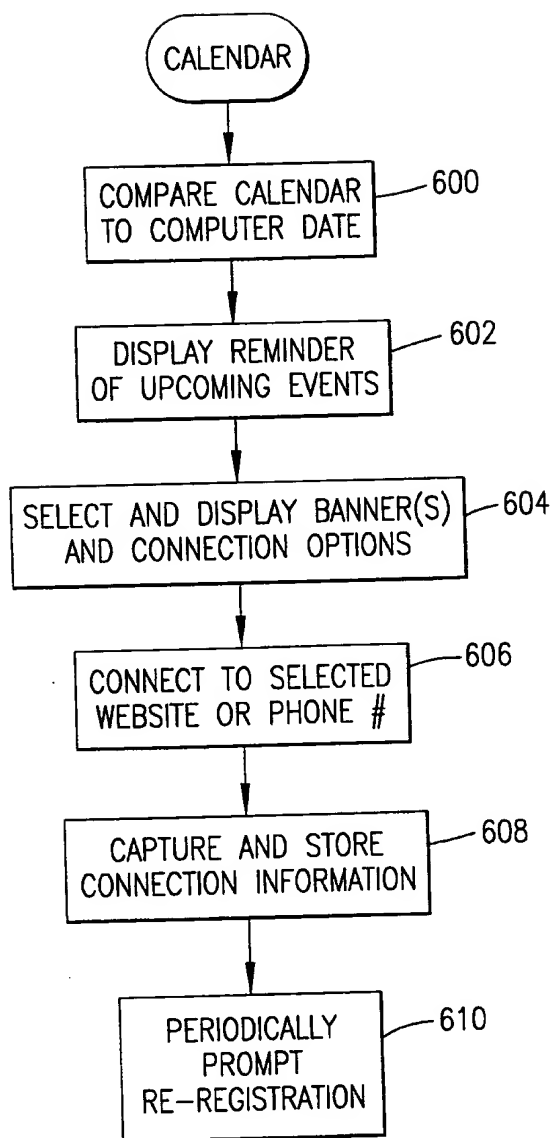 CALENDAR
COMPARE CALENDAR
TO COMPUTER DATE
600
DISPLAY REMINDER
OF UPCOMING EVENTS
602
SELECT AND DISPLAY BANNER(S)
AND CONNECTION OPTIONS
604
CONNECT TO SELECTED
WEBSITE OR PHONE #
606
CAPTURE AND STORE
CONNECTION INFORMATION
608
PERIODICALLY
PROMPT
RE-REGISTRATION
610